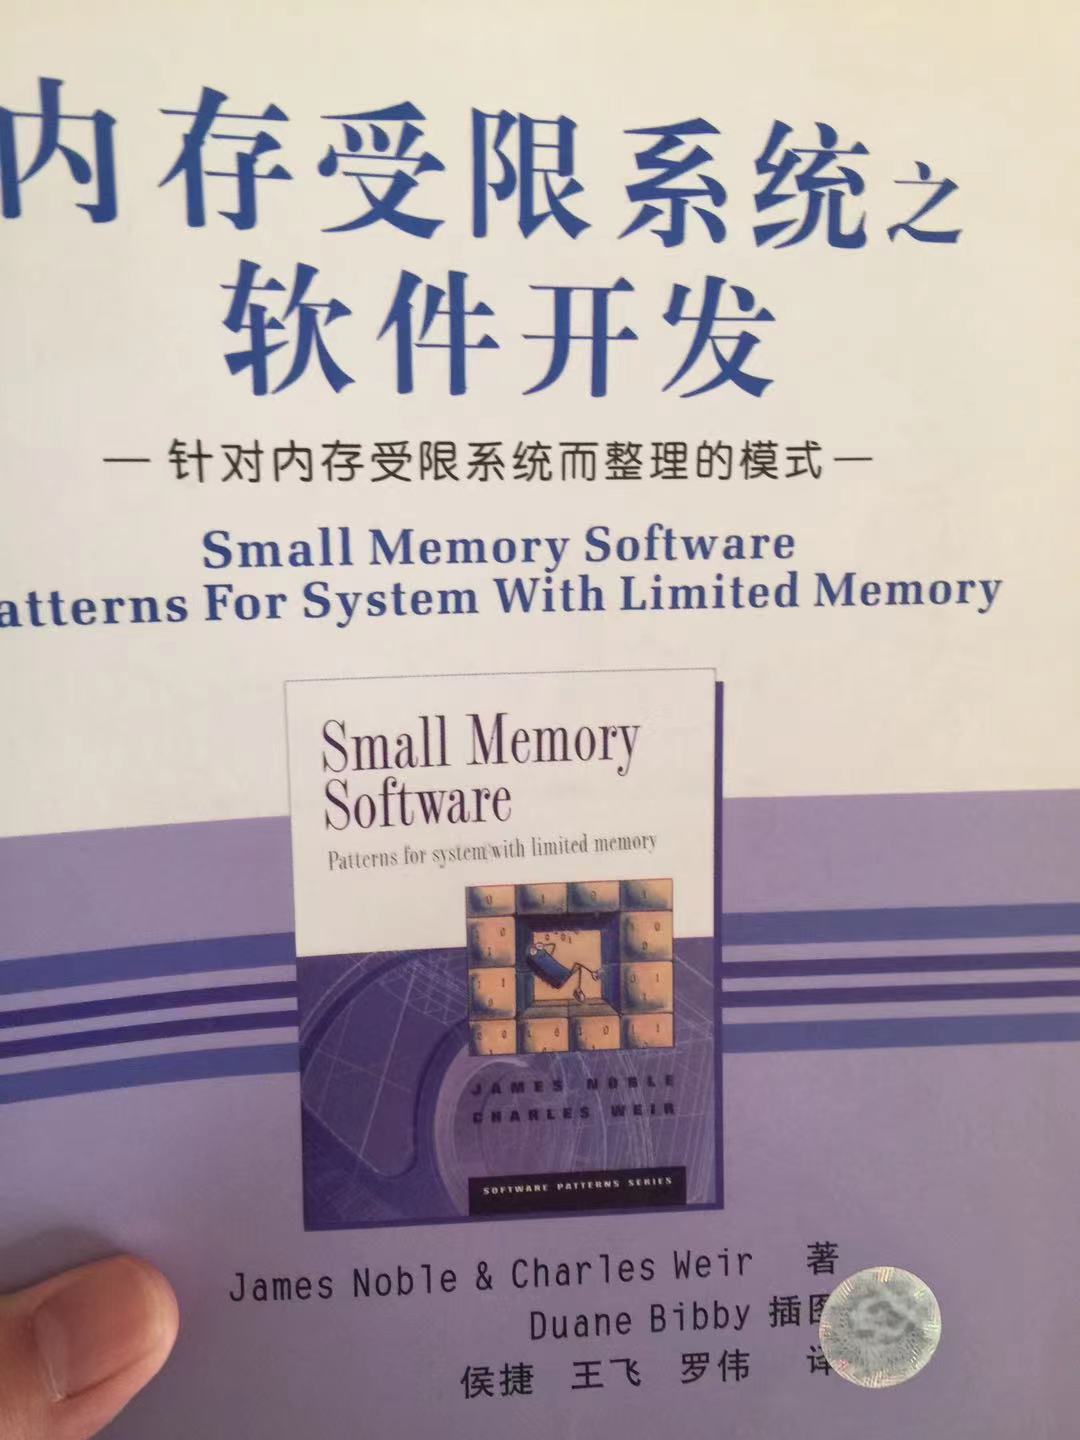 内存受限系统之
软件开发
— 针对内存受限系统而整理的模式 —
Small Memory Software
atterns For System With Limited Memory
Small Memory
Software
Patterns for system with limited memory
JAMES NOBLE
CHARLES WEIR
SOFTWARE PATTERNS SERIES
James Noble & Charles Weir 著
Duane Bibby 插图
侯捷 王飞 罗伟 译